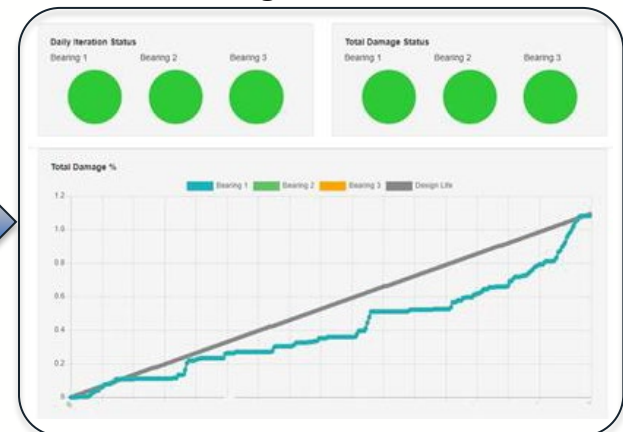 Daily Iteration Status
Bearing 1 Bearing 2 Bearing 3
Total Damage Status
Bearing 1 Bearing 2 Bearing 3
Total Damage %
Bearing 1 Bearing 2 Bearing 3 Design Life
1.2
1.0
0.8
0.6
0.4
0.2
0